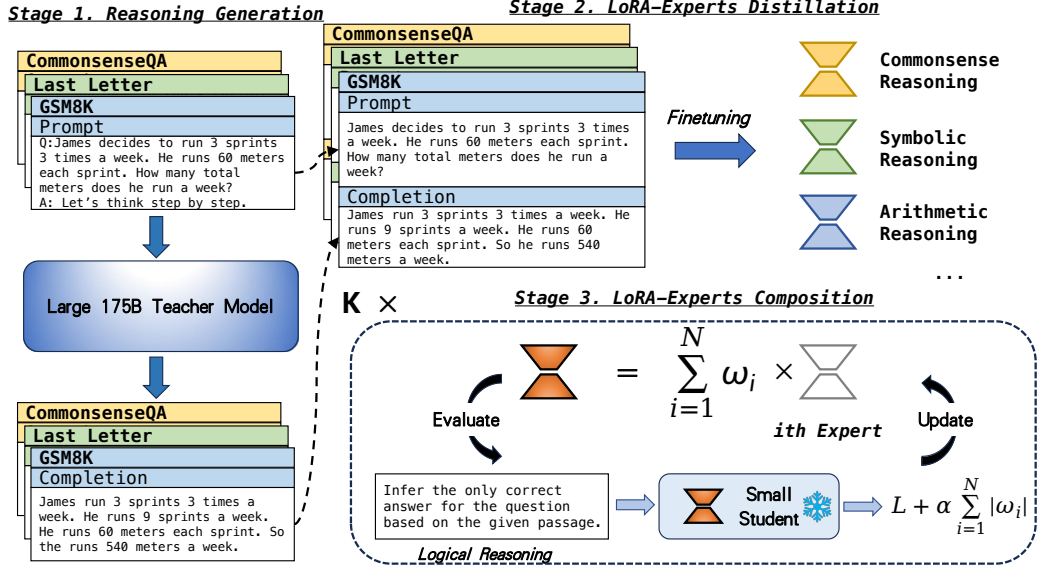 Stage 1. Reasoning Generation
CommonsenseQA
Last Letter
GSM8K
Prompt
Q:James decides to run 3 sprints
3 times a week. He runs 60 meters
each sprint. How many total
meters does he run a week?
A: Let's think step by step.
Large 175B Teacher Model
CommonsenseQA
Last Letter
GSM8K
Completion
James run 3 sprints 3 times a
week. He runs 9 sprints a week.
He runs 60 meters each sprint. So
the runs 540 meters a week.
Stage 2. LoRA-Experts Distillation
CommonsenseQA
Last Letter
GSM8K
Prompt
James decides to run 3 sprints 3 times
a week. He runs 60 meters each sprint.
How many total meters does he run a
week?
Completion
James run 3 sprints 3 times a week. He
runs 9 sprints a week. He runs 60
meters each sprint. So he runs 540
meters a week.
Finetuning
Commonsense
Reasoning
Symbolic
Reasoning
Arithmetic
Reasoning
...
Stage 3. LoRA-Experts Composition
K ×
= ∑_{i=1}^{N} ω_i ×
ith Expert
Evaluate
Update
Infer the only correct
answer for the question
based on the given passage.
Logical Reasoning
Small
Student
L + α ∑_{i=1}^{N} |ω_i|